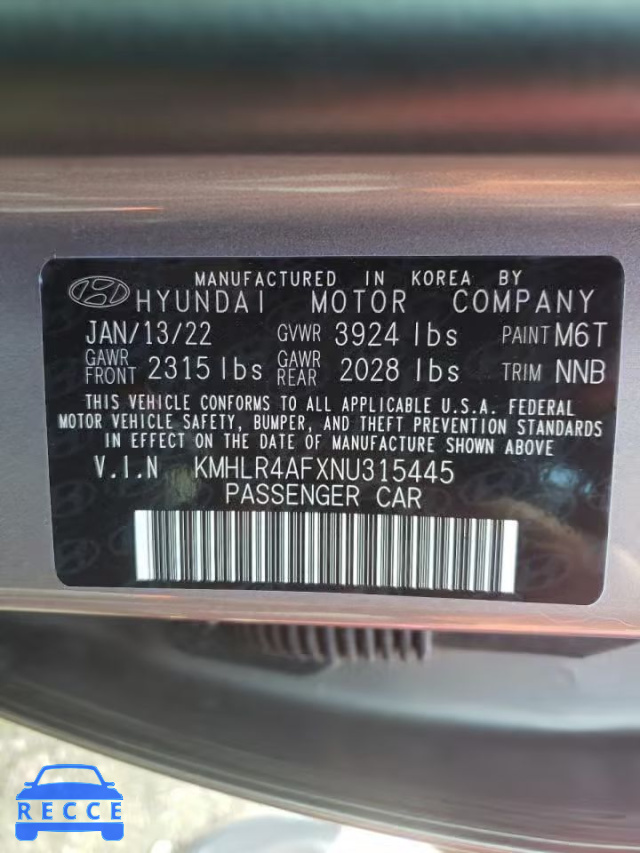 MANUFACTURED IN KOREA BY
HYUNDAI MOTOR COMPANY
JAN/13/22 GVWR 3924 lbs PAINT M6T
GAWR FRONT 2315 lbs GAWR REAR 2028 lbs TRIM NNB
THIS VEHICLE CONFORMS TO ALL APPLICABLE U.S.A. FEDERAL
MOTOR VEHICLE SAFETY, BUMPER, AND THEFT PREVENTION STANDARDS
IN EFFECT ON THE DATE OF MANUFACTURE SHOWN ABOVE
V.I.N KMHLR4AFXNU315445
PASSENGER CAR
RECCE